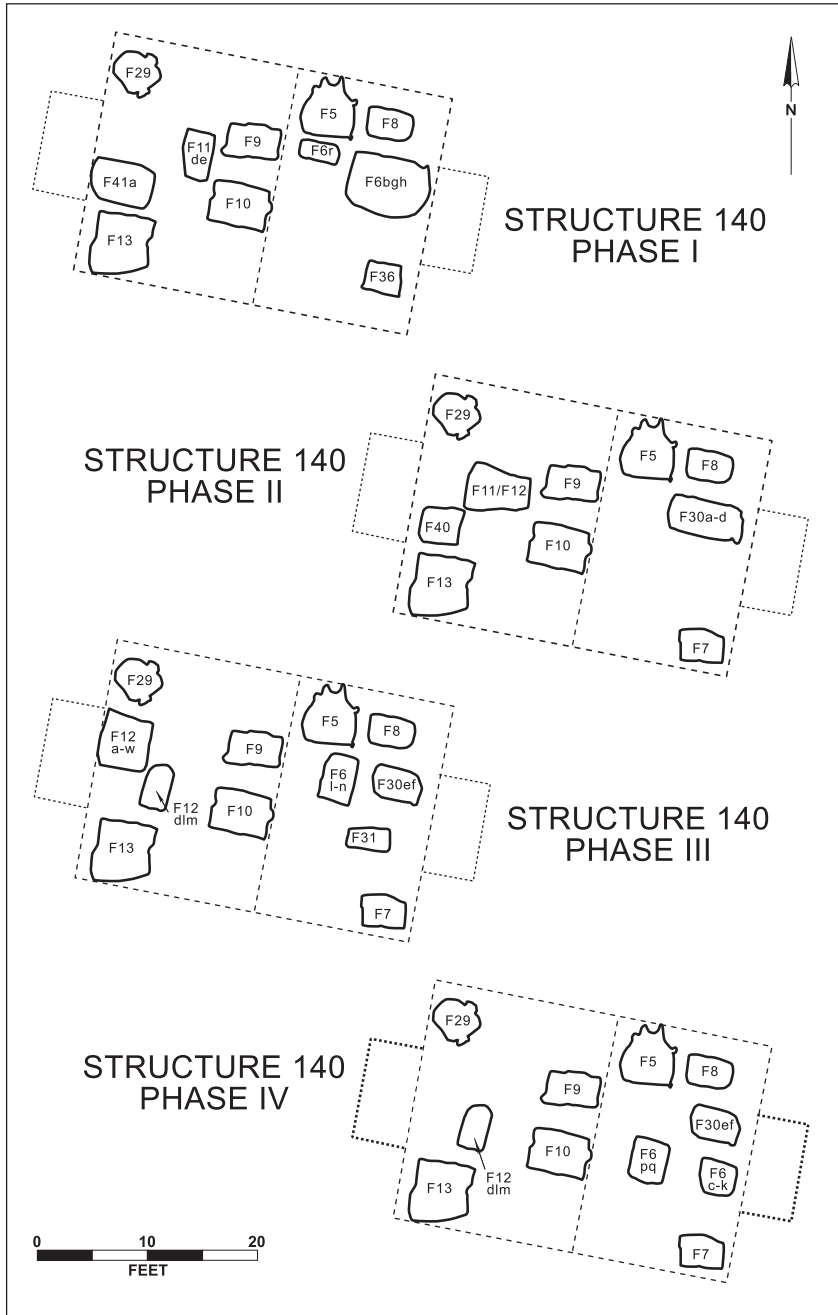 N
F29
F5
F8
F9
F11
de
F6r
F41a
F6bgh
F10
F13
F36
STRUCTURE 140
PHASE I
F29
F5
F8
STRUCTURE 140
PHASE II
F11/F12
F9
F30a-d
F40
F10
F13
F7
F29
F5
F8
F12
a-w
F9
F6
l-n
F30ef
F12
dlm
F10
F31
F13
F7
STRUCTURE 140
PHASE III
F29
F5
F8
STRUCTURE 140
PHASE IV
F9
F30ef
F10
F6
pq
F6
c-k
F12
dlm
F13
F7
0 10 20
FEET